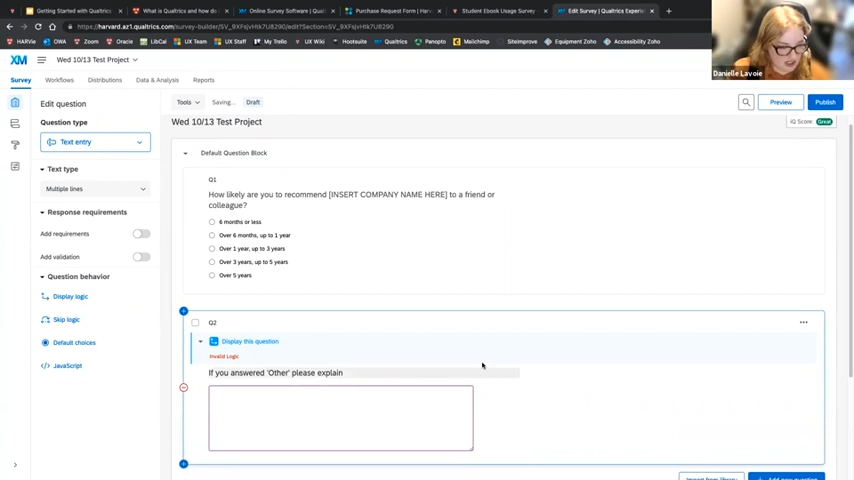 Getting Started with Qualtrics
What is Qualtrics and how do
Online Survey Software | Qualt
Purchase Request Form | Harv
Student Ebook Usage Survey
Edit Survey | Qualtrics Experie
harvard.az1.qualtrics.com
HARVie
OWA
Zoom
Oracle
LibCal
UX Team
UX Staff
My Trello
UX Wiki
Hootsuite
Qualtrics
Panopto
Mailchimp
SiteImprove
Equipment Zoho
Accessibility Zoho
Danielle Lavoie
XM
Wed 10/13 Test Project
Survey
Workflows
Distributions
Data & Analysis
Reports
Edit question
Tools
Saving...
Draft
Preview
Publish
Question type
Wed 10/13 Test Project
iQ Score: Great
Text entry
Default Question Block
Text type
Multiple lines
Q1
How likely are you to recommend [INSERT COMPANY NAME HERE] to a friend or
colleague?
6 months or less
Over 6 months, up to 1 year
Over 1 year, up to 3 years
Over 3 years, up to 5 years
Over 5 years
Response requirements
Add requirements
Add validation
Question behavior
Display logic
Skip logic
Default choices
JavaScript
Q2
Display this question
Invalid Logic
If you answered 'Other' please explain
Import from library
Add new question